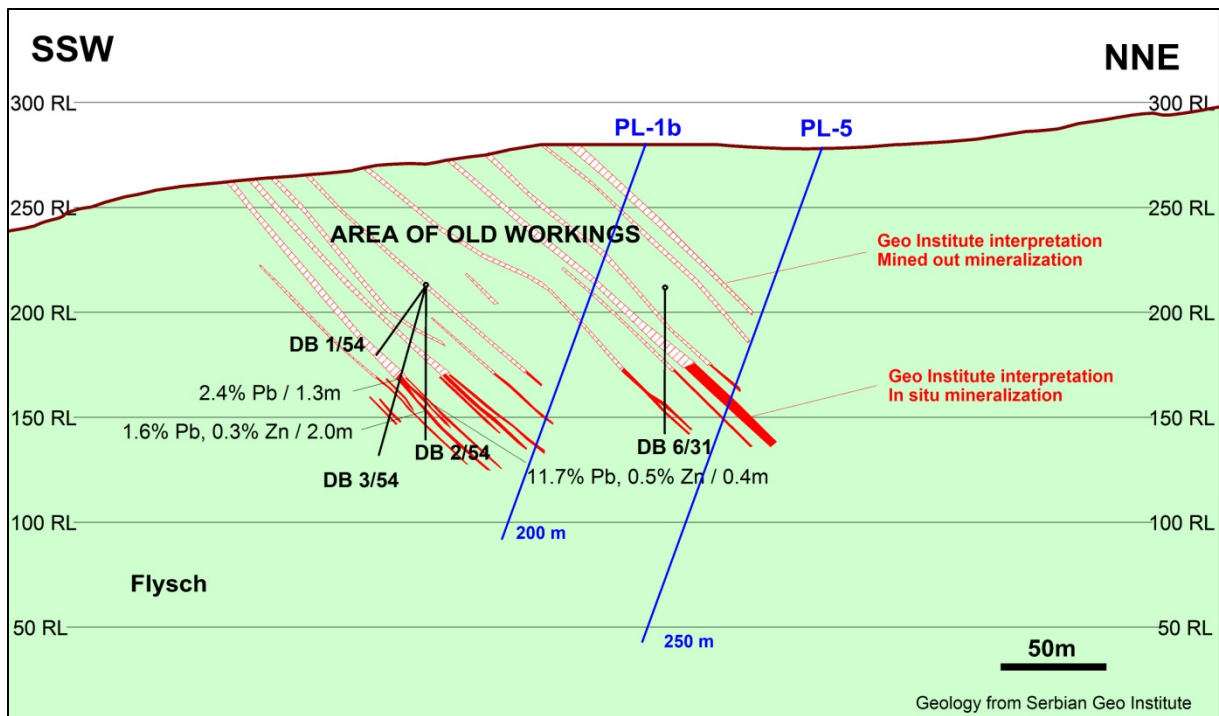 SSW
NNE
300 RL
300 RL
PL-1b
PL-5
250 RL
250 RL
AREA OF OLD WORKINGS
Geo Institute interpretation
Mined out mineralization
200 RL
200 RL
DB 1/54
2.4% Pb / 1.3m
Geo Institute interpretation
In situ mineralization
150 RL
150 RL
1.6% Pb, 0.3% Zn / 2.0m
DB 2/54
DB 6/31
DB 3/54
11.7% Pb, 0.5% Zn / 0.4m
100 RL
100 RL
200 m
Flysch
50 RL
50 RL
250 m
50m
Geology from Serbian Geo Institute